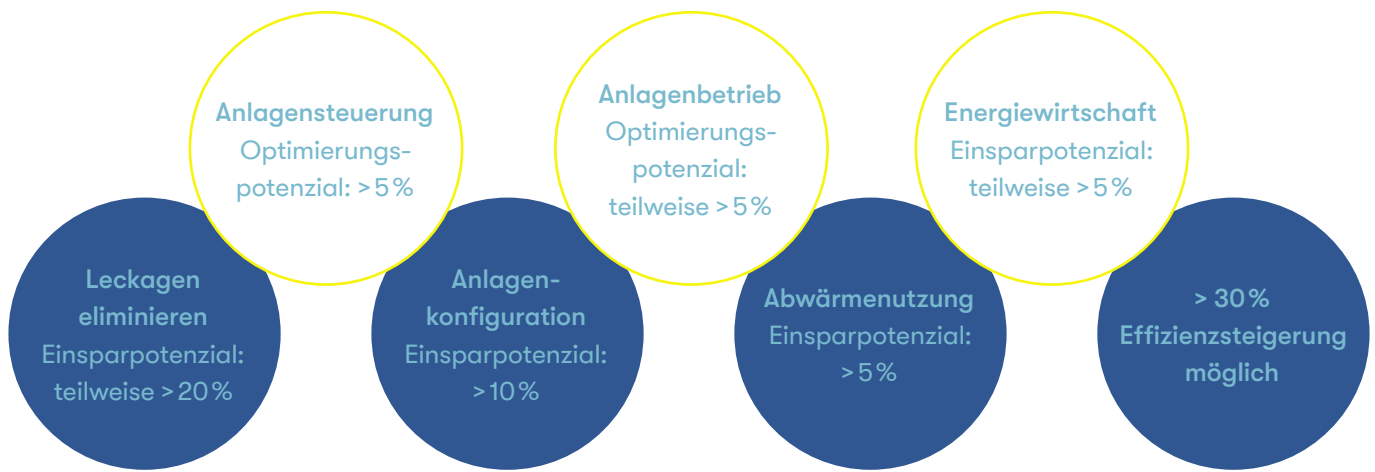 Leckagen
eliminieren
Einsparpotenzial:
teilweise > 20 %
Anlagensteuerung
Optimierungs-
potenzial: > 5 %
Anlagen-
konfiguration
Einsparpotenzial:
> 10 %
Anlagenbetrieb
Optimierungs-
potenzial:
teilweise > 5 %
Abwärmenutzung
Einsparpotenzial:
> 5 %
Energiewirtschaft
Einsparpotenzial:
teilweise > 5 %
> 30 %
Effizienzsteigerung
möglich